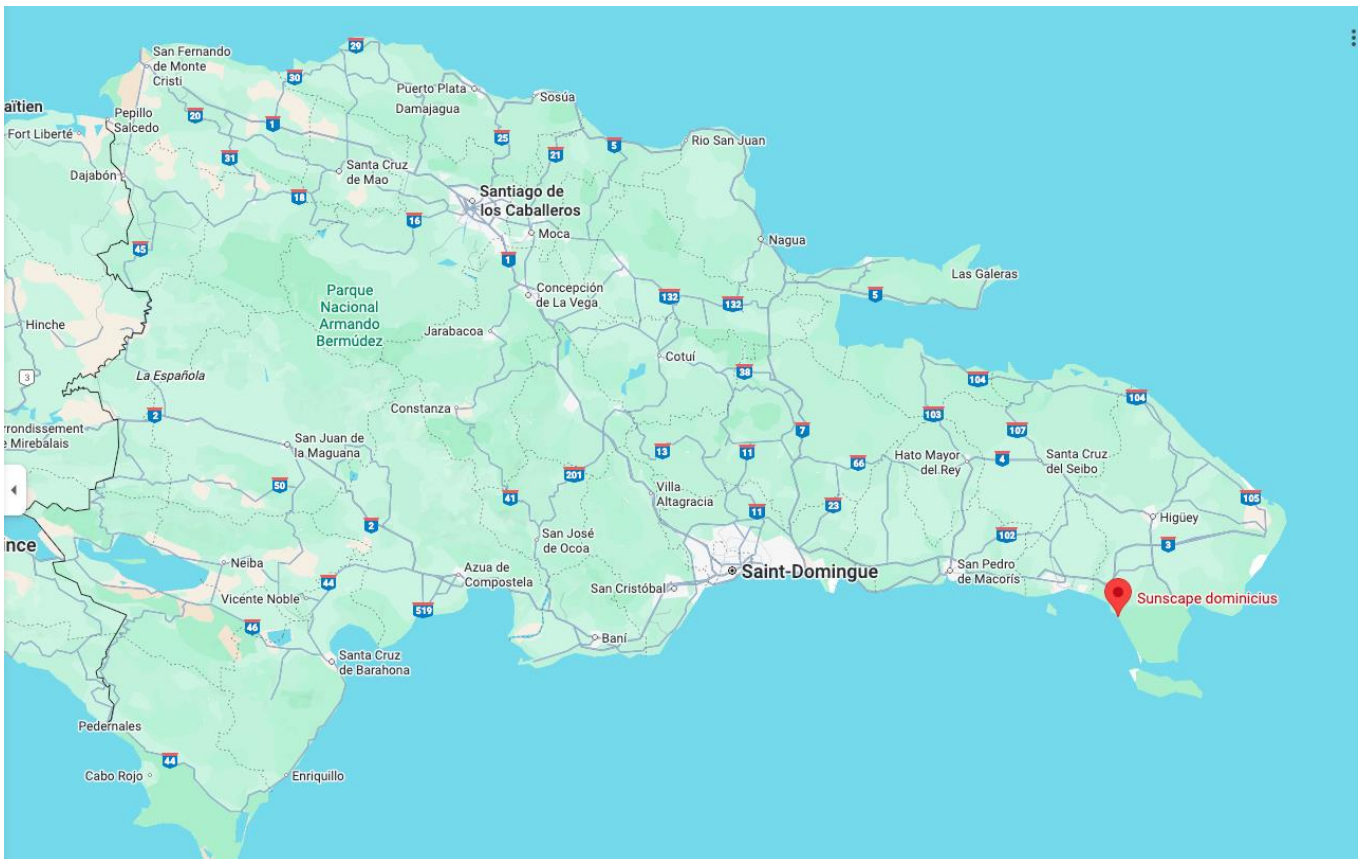 29
San Fernando
de Monte
Cristi
30
Puerto Plata
Damajagua
Sosúa
aïtien
Pepillo
Salcedo
20
1
25
Fort Liberté
31
21
5
Rio San Juan
Dajabón
Santa Cruz
de Mao
18
Santiago de
los Caballeros
16
Moca
Nagua
45
1
Las Galeras
Parque
Nacional
Armando
Bermúdez
Concepción
de La Vega
132
132
5
Hinche
Jarabacoa
Cotuí
3
La Española
38
104
104
2
Constanza
103
107
rrondissement
e Mirebalais
San Juan de
la Maguana
7
13
11
66
Hato Mayor
del Rey
4
Santa Cruz
del Seibo
50
201
41
Villa
Altagracia
11
23
105
2
Higüey
nce
San José
de Ocoa
102
3
Neiba
Azua de
Compostela
Saint-Domingue
San Pedro
de Macorís
44
San Cristóbal
Vicente Noble
519
Sunscape dominicius
46
Baní
Santa Cruz
de Barahona
Pedernales
44
Cabo Rojo
Enriquillo